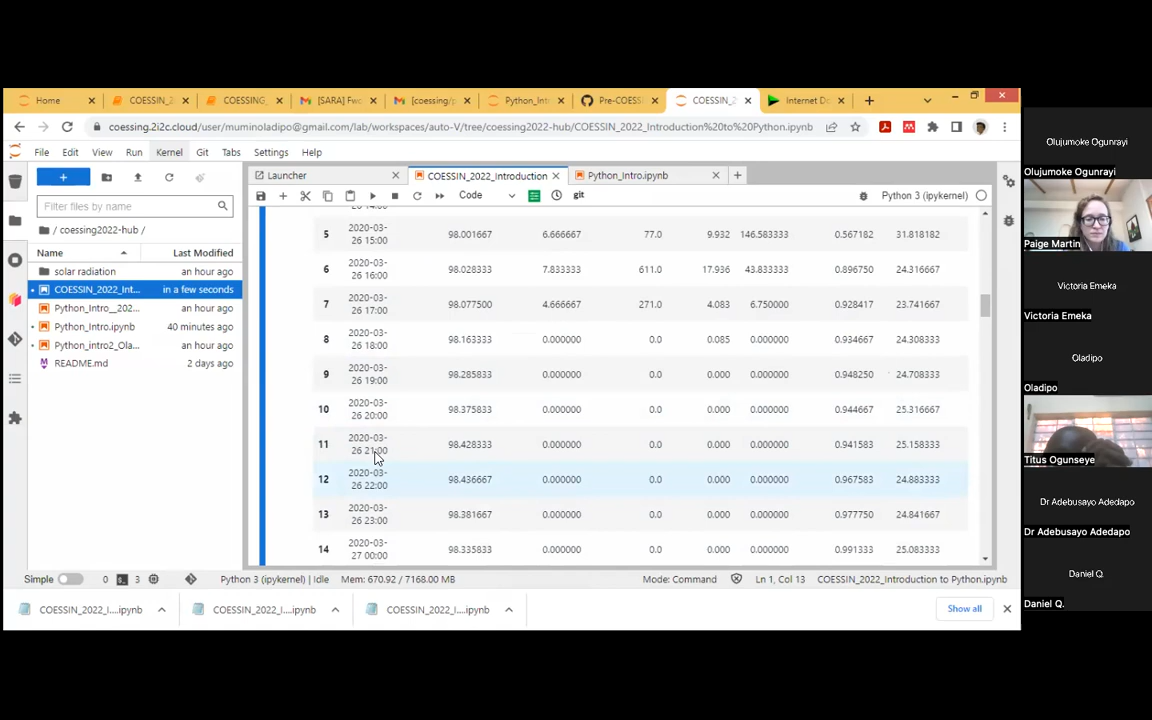 Home
COESSIN_2
COESSING_
[SARA] Fwc
[coessing/p
Python_Int
Pre-COESS
COESSIN_2
Internet Do
coessing.2i2c.cloud/user/muminoladipo@gmail.com/lab/workspaces/auto-V/tree/coessing2022-hub/COESSIN_2022_Introduction%20to%20Python.ipynb
File Edit View Run Kernel Git Tabs Settings Help
Launcher
COESSIN_2022_Introduction
Python_Intro.ipynb
Code
git
Python 3 (ipykernel)
Filter files by name
/ coessing2022-hub /
Name
Last Modified
solar radiation an hour ago
COESSIN_2022_Int... in a few seconds
Python_Intro__202... an hour ago
Python_Intro.ipynb 40 minutes ago
Python_intro2_Ola... an hour ago
README.md 2 days ago
5 2020-03-26 15:00 98.001667 6.666667 77.0 9.932 146.583333 0.567182 31.818182
6 2020-03-26 16:00 98.028333 7.833333 611.0 17.936 43.833333 0.896750 24.316667
7 2020-03-26 17:00 98.077500 4.666667 271.0 4.083 6.750000 0.928417 23.741667
8 2020-03-26 18:00 98.163333 0.000000 0.0 0.085 0.000000 0.934667 24.308333
9 2020-03-26 19:00 98.285833 0.000000 0.0 0.000 0.000000 0.948250 24.708333
10 2020-03-26 20:00 98.375833 0.000000 0.0 0.000 0.000000 0.944667 25.316667
11 2020-03-26 21:00 98.428333 0.000000 0.0 0.000 0.000000 0.941583 25.158333
12 2020-03-26 22:00 98.436667 0.000000 0.0 0.000 0.000000 0.967583 24.883333
13 2020-03-26 23:00 98.381667 0.000000 0.0 0.000 0.000000 0.977750 24.841667
14 2020-03-27 00:00 98.335833 0.000000 0.0 0.000 0.000000 0.991333 25.083333
Simple 0 3 Python 3 (ipykernel) | Idle Mem: 670.92 / 7168.00 MB Mode: Command Ln 1, Col 13 COESSIN_2022_Introduction to Python.ipynb
COESSIN_2022_I....ipynb
COESSIN_2022_I....ipynb
COESSIN_2022_I....ipynb
Show all
Olujumoke Ogunrayi
Olujumoke Ogunrayi
Paige Martin
Victoria Emeka
Victoria Emeka
Oladipo
Oladipo
Titus Ogunseye
Dr Adebusayo Adedapo
Dr Adebusayo Adedapo
Daniel Q.
Daniel Q.